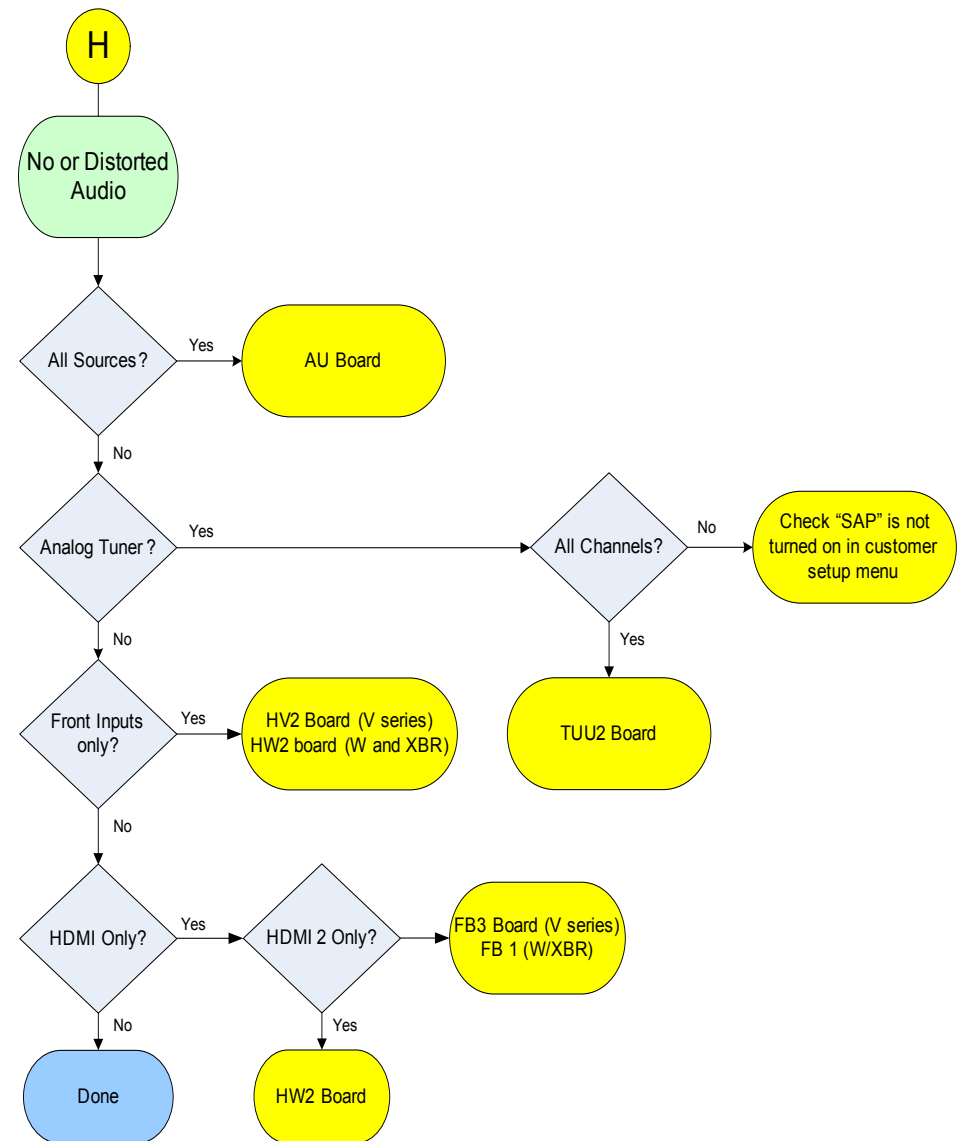 H
No or Distorted
Audio
All Sources?
Yes
AU Board
No
Analog Tuner?
Yes
All Channels?
No
Check “SAP” is not
turned on in customer
setup menu
No
Yes
Front Inputs
only?
Yes
HV2 Board (V series)
HW2 board (W and XBR)
TUU2 Board
No
HDMI Only?
Yes
HDMI 2 Only?
FB3 Board (V series)
FB 1 (W/XBR)
No
Yes
Done
HW2 Board